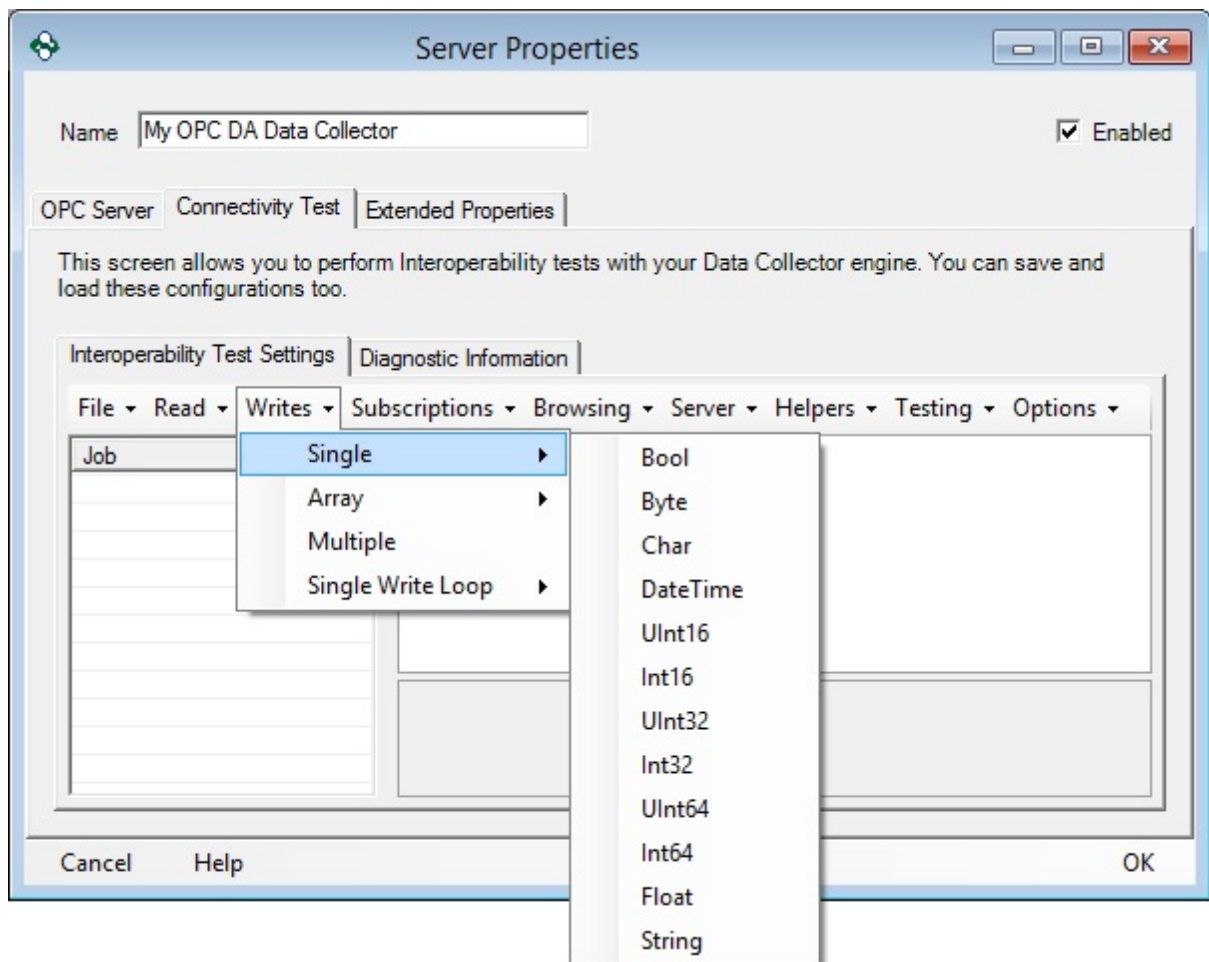 Server Properties
Name My OPC DA Data Collector Enabled
OPC Server Connectivity Test Extended Properties
This screen allows you to perform Interoperability tests with your Data Collector engine. You can save and
load these configurations too.
Interoperability Test Settings Diagnostic Information
File Read Writes Subscriptions Browsing Server Helpers Testing Options
Job
Single
Array
Multiple
Single Write Loop
Bool
Byte
Char
DateTime
UInt16
Int16
UInt32
Int32
UInt64
Int64
Float
String
Cancel Help OK